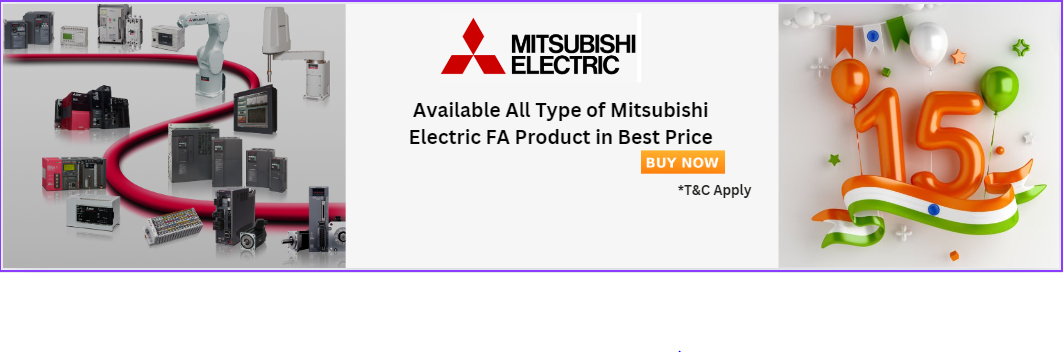 MITSUBISHI
ELECTRIC
Available All Type of Mitsubishi
Electric FA Product in Best Price
BUY NOW
*T&C Apply
15